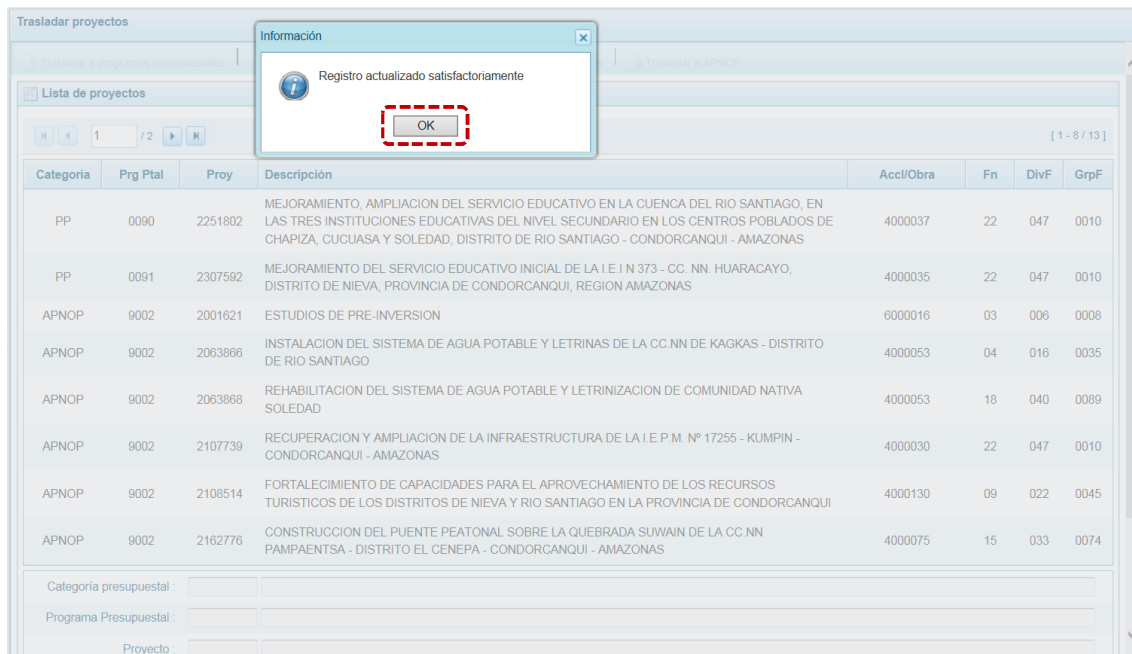 Trasladar proyectos
Información
Registro actualizado satisfactoriamente
OK
Trasladar a programas presupuestales
Trasladar a APNOP
Lista de proyectos
1 / 2 [ 1 - 8 / 13 ]
Categoría Prg Ptal Proy Descripción AccI/Obra Fn DivF GrpF
PP 0090 2251802 MEJORAMIENTO, AMPLIACION DEL SERVICIO EDUCATIVO EN LA CUENCA DEL RIO SANTIAGO, EN 4000037 22 047 0010
LAS TRES INSTITUCIONES EDUCATIVAS DEL NIVEL SECUNDARIO EN LOS CENTROS POBLADOS DE
CHAPIZA, CUCUASA Y SOLEDAD, DISTRITO DE RIO SANTIAGO - CONDORCANQUI - AMAZONAS
PP 0091 2307592 MEJORAMIENTO DEL SERVICIO EDUCATIVO INICIAL DE LA I.E.I N 373 - CC. NN. HUARACAYO, 4000035 22 047 0010
DISTRITO DE NIEVA, PROVINCIA DE CONDORCANQUI, REGION AMAZONAS
APNOP 9002 2001621 ESTUDIOS DE PRE-INVERSION 6000016 03 006 0008
APNOP 9002 2063866 INSTALACION DEL SISTEMA DE AGUA POTABLE Y LETRINAS DE LA CC.NN DE KAGKAS - DISTRITO 4000053 04 016 0035
DE RIO SANTIAGO
APNOP 9002 2063868 REHABILITACION DEL SISTEMA DE AGUA POTABLE Y LETRINIZACION DE COMUNIDAD NATIVA 4000053 18 040 0089
SOLEDAD
APNOP 9002 2107739 RECUPERACION Y AMPLIACION DE LA INFRAESTRUCTURA DE LA I.E.P.M. Nº 17255 - KUMPIN - 4000030 22 047 0010
CONDORCANQUI - AMAZONAS
APNOP 9002 2108514 FORTALECIMIENTO DE CAPACIDADES PARA EL APROVECHAMIENTO DE LOS RECURSOS 4000130 09 022 0045
TURISTICOS DE LOS DISTRITOS DE NIEVA Y RIO SANTIAGO EN LA PROVINCIA DE CONDORCANQUI
APNOP 9002 2162776 CONSTRUCCION DEL PUENTE PEATONAL SOBRE LA QUEBRADA SUWAIN DE LA CC.NN 4000075 15 033 0074
PAMPAENTSA - DISTRITO EL CENEPA - CONDORCANQUI - AMAZONAS
Categoría presupuestal :
Programa Presupuestal :
Proyecto :